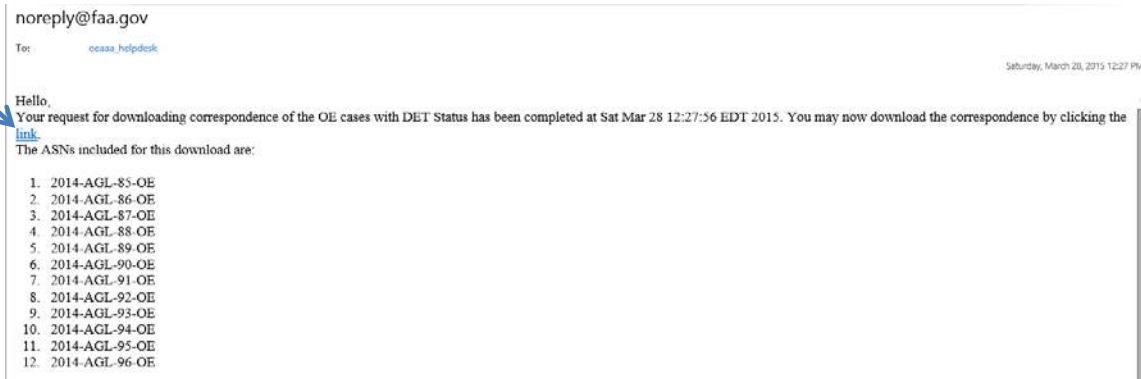 noreply@faa.gov
To: oeaaa_helpdesk
Saturday, March 28, 2015 12:27 PM
Hello,
Your request for downloading correspondence of the OE cases with DET Status has been completed at Sat Mar 28 12:27:56 EDT 2015. You may now download the correspondence by clicking the
link.
The ASNs included for this download are:
1. 2014-AGL-85-OE
2. 2014-AGL-86-OE
3. 2014-AGL-87-OE
4. 2014-AGL-88-OE
5. 2014-AGL-89-OE
6. 2014-AGL-90-OE
7. 2014-AGL-91-OE
8. 2014-AGL-92-OE
9. 2014-AGL-93-OE
10. 2014-AGL-94-OE
11. 2014-AGL-95-OE
12. 2014-AGL-96-OE